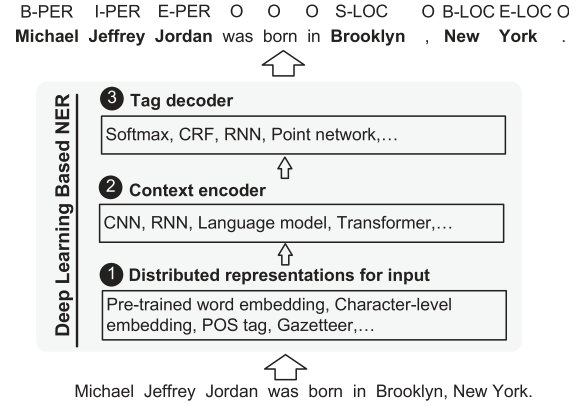 B-PER I-PER E-PER O O O S-LOC O B-LOC E-LOC O
Michael Jeffrey Jordan was born in Brooklyn , New York .
Deep Learning Based NER
3 Tag decoder
Softmax, CRF, RNN, Point network,...
2 Context encoder
CNN, RNN, Language model, Transformer,...
1 Distributed representations for input
Pre-trained word embedding, Character-level
embedding, POS tag, Gazetteer,...
Michael Jeffrey Jordan was born in Brooklyn, New York.